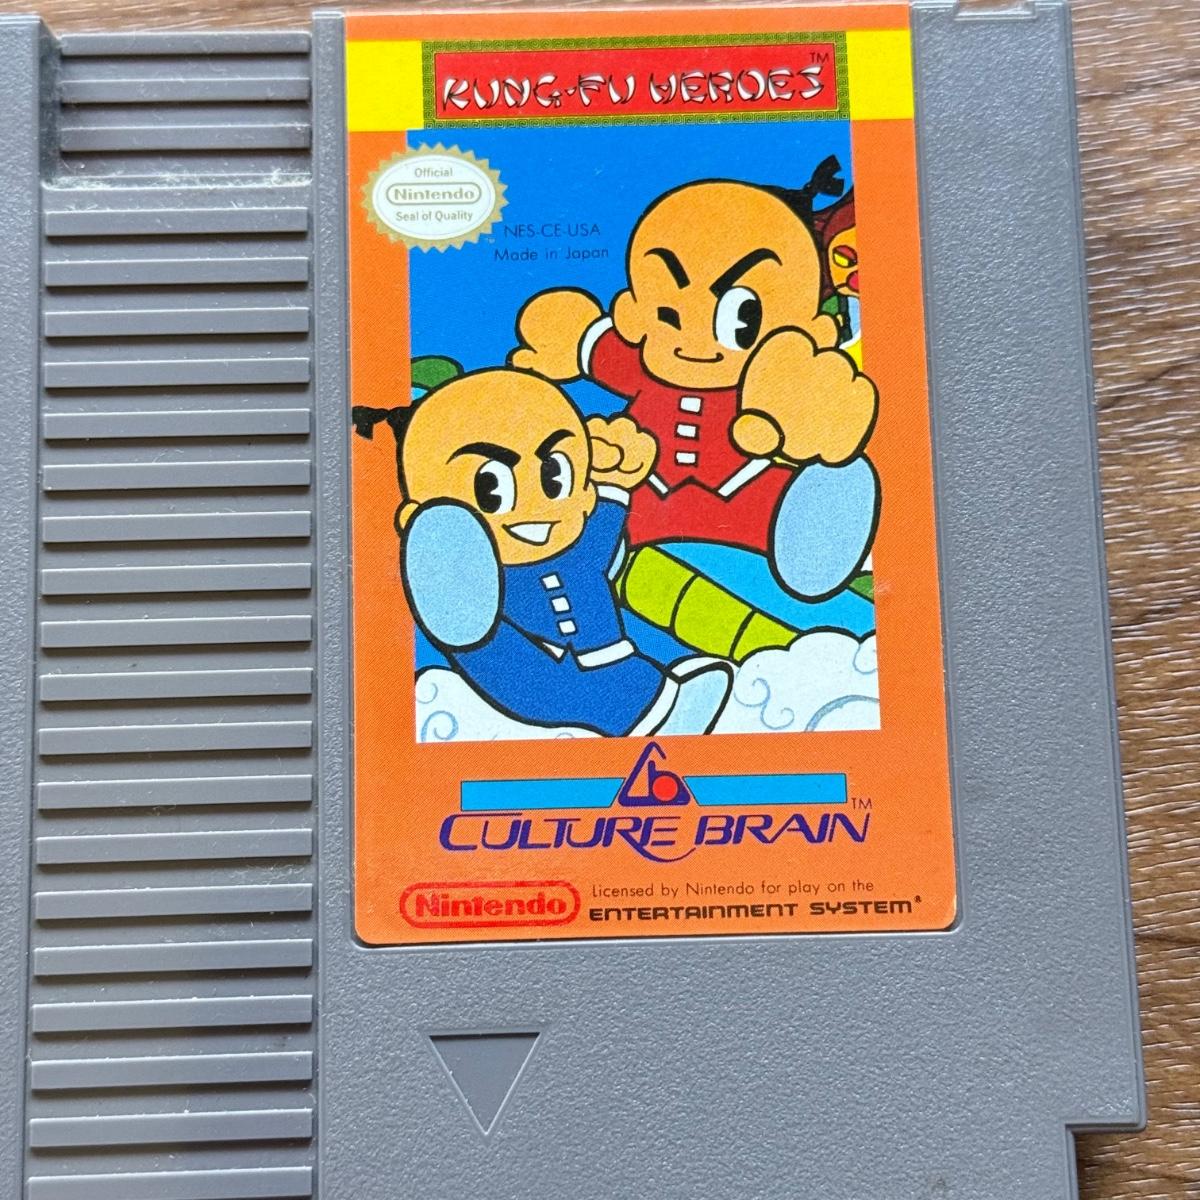 KUNG-FU HEROES™
Official
Nintendo
Seal of Quality
NES-CE-USA
Made in Japan
CULTURE BRAIN™
Nintendo
Licensed by Nintendo for play on the
ENTERTAINMENT SYSTEM®